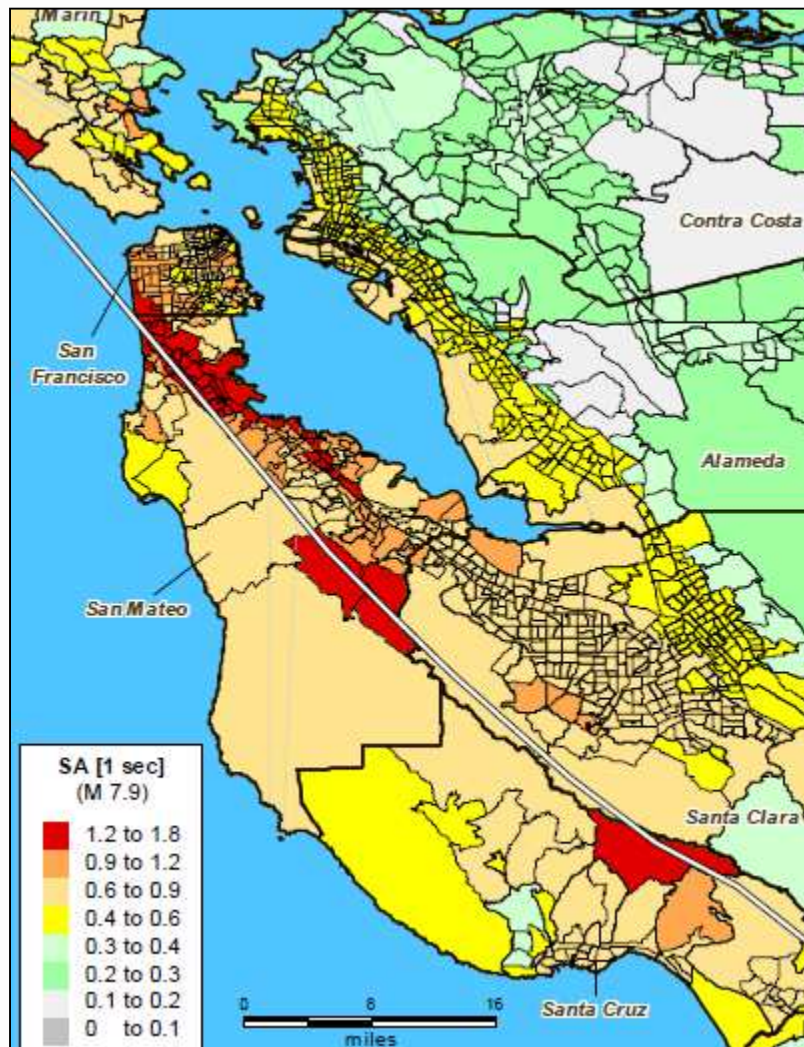 Marin
Contra Costa
San
Francisco
Alameda
San Mateo
SA [1 sec]
(M 7.9)
1.2 to 1.8
0.9 to 1.2
0.6 to 0.9
0.4 to 0.6
0.3 to 0.4
0.2 to 0.3
0.1 to 0.2
0 to 0.1
Santa Clara
Santa Cruz
0 8 16
miles